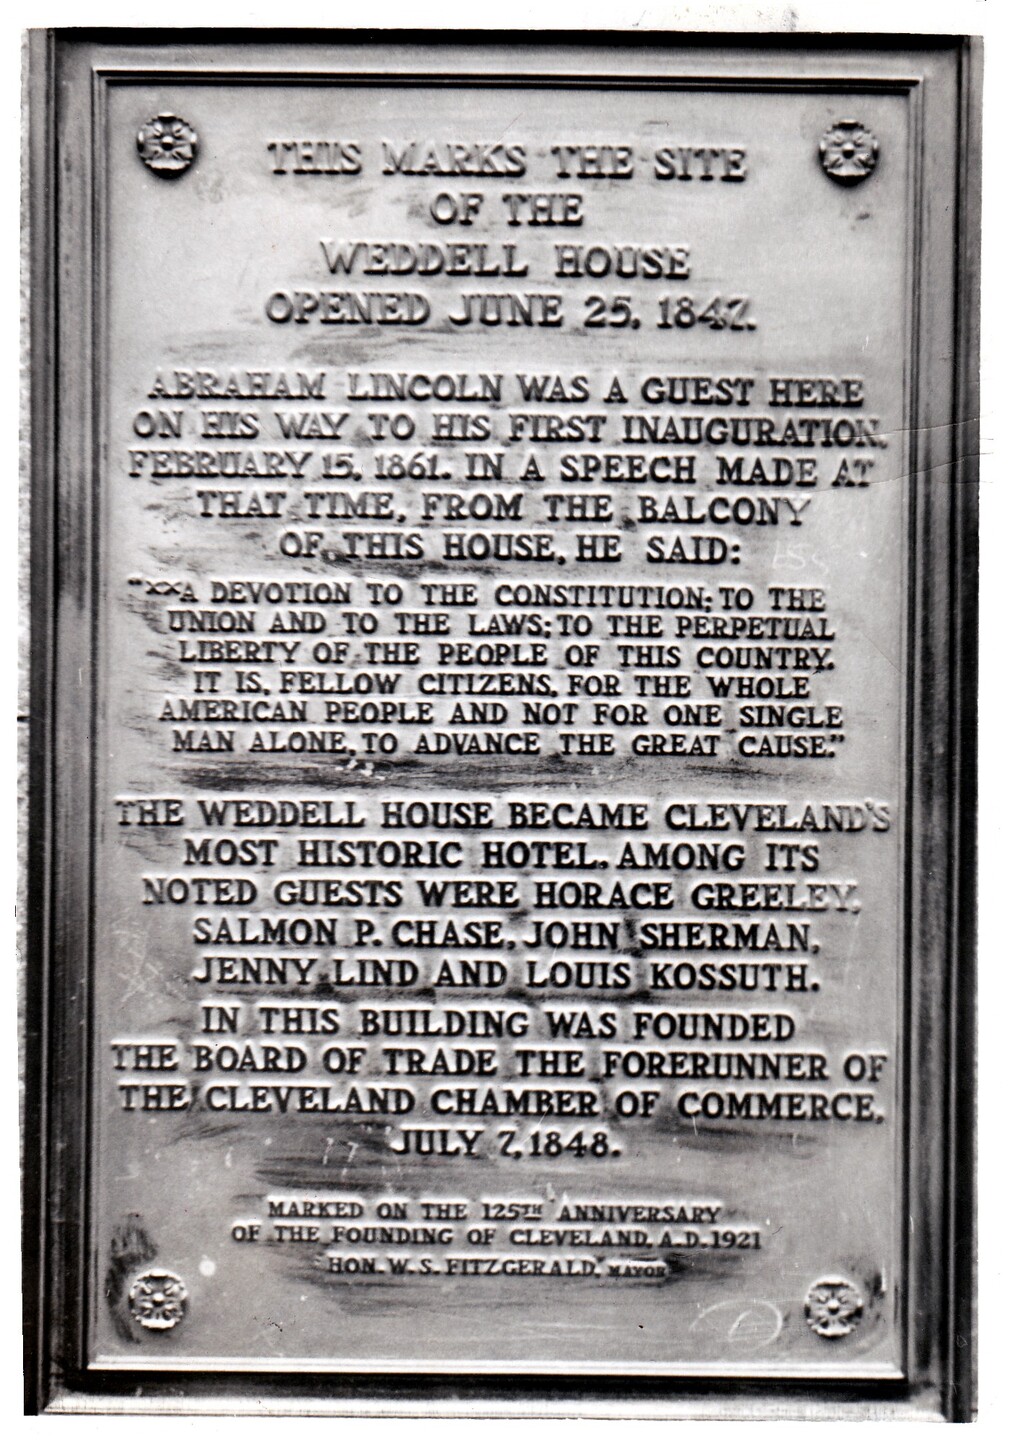 THIS MARKS THE SITE
OF THE
WEDDELL HOUSE
OPENED JUNE 25, 1847.
ABRAHAM LINCOLN WAS A GUEST HERE
ON HIS WAY TO HIS FIRST INAUGURATION,
FEBRUARY 15, 1861. IN A SPEECH MADE AT
THAT TIME, FROM THE BALCONY
OF THIS HOUSE, HE SAID:
"XXA DEVOTION TO THE CONSTITUTION; TO THE
UNION AND TO THE LAWS; TO THE PERPETUAL
LIBERTY OF THE PEOPLE OF THIS COUNTRY.
IT IS, FELLOW CITIZENS, FOR THE WHOLE
AMERICAN PEOPLE AND NOT FOR ONE SINGLE
MAN ALONE, TO ADVANCE THE GREAT CAUSE."
THE WEDDELL HOUSE BECAME CLEVELAND'S
MOST HISTORIC HOTEL. AMONG ITS
NOTED GUESTS WERE HORACE GREELEY,
SALMON P. CHASE, JOHN SHERMAN,
JENNY LIND AND LOUIS KOSSUTH.
IN THIS BUILDING WAS FOUNDED
THE BOARD OF TRADE THE FORERUNNER OF
THE CLEVELAND CHAMBER OF COMMERCE,
JULY 7, 1848.
MARKED ON THE 125TH ANNIVERSARY
OF THE FOUNDING OF CLEVELAND, A.D. 1921
HON. W. S. FITZGERALD, MAYOR